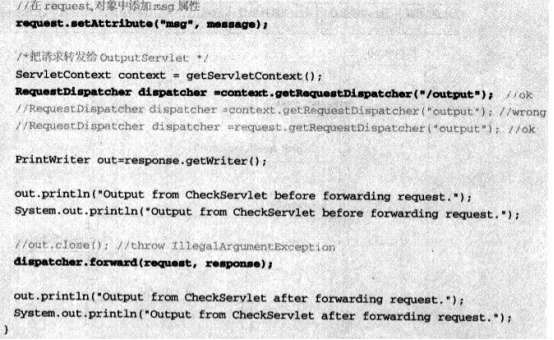 //在 request 对象中添加 msg 属性
request.setAttribute("msg", message);
/*把请求转发给 OutputServlet */
ServletContext context = getServletContext();
RequestDispatcher dispatcher =context.getRequestDispatcher("/output"); //ok
//RequestDispatcher dispatcher =context.getRequestDispatcher("output"); //wrong
//RequestDispatcher dispatcher =request.getRequestDispatcher("output"); //ok
PrintWriter out=response.getWriter();
out.println("Output from CheckServlet before forwarding request.");
System.out.println("Output from CheckServlet before forwarding request.");
//out.close(); //throw IllegalArgumentException
dispatcher.forward(request, response);
out.println("Output from CheckServlet after forwarding request.");
System.out.println("Output from CheckServlet after forwarding request.");
}